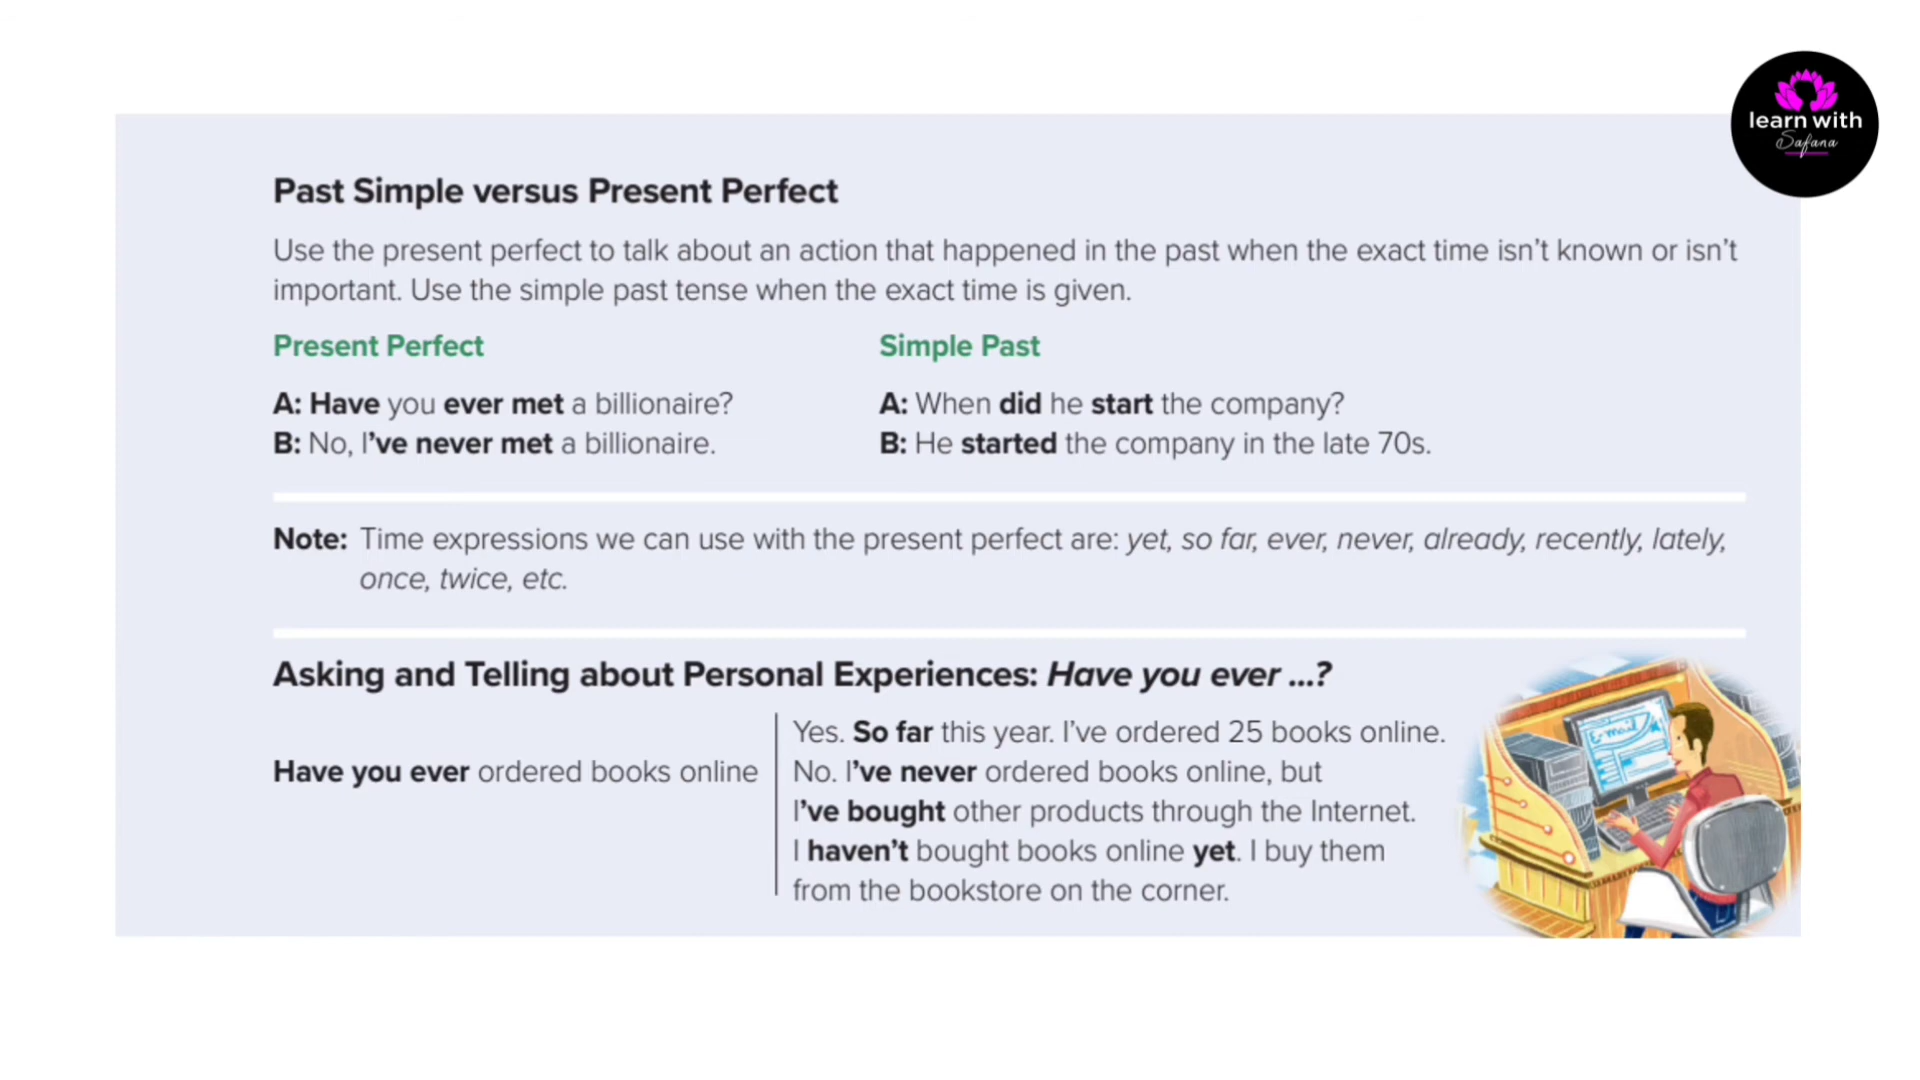 learn with
Safana
Past Simple versus Present Perfect
Use the present perfect to talk about an action that happened in the past when the exact time isn't known or isn't
important. Use the simple past tense when the exact time is given.
Present Perfect
A: Have you ever met a billionaire?
B: No, I've never met a billionaire.
Simple Past
A: When did he start the company?
B: He started the company in the late 70s.
Note: Time expressions we can use with the present perfect are: yet, so far, ever, never, already, recently, lately,
once, twice, etc.
Asking and Telling about Personal Experiences: Have you ever ...?
Have you ever ordered books online
Yes. So far this year. I've ordered 25 books online.
No. I've never ordered books online, but
I've bought other products through the Internet.
I haven't bought books online yet. I buy them
from the bookstore on the corner.
E-mail